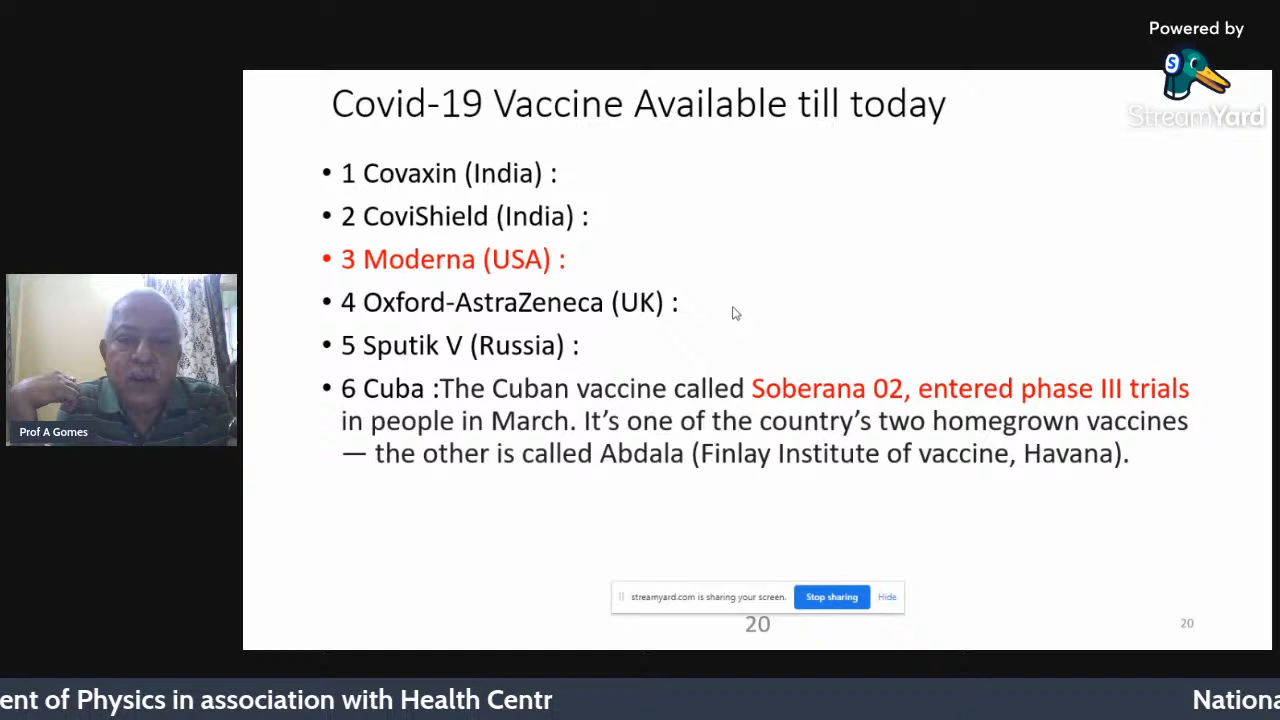 Powered by
S
StreamYard
Covid-19 Vaccine Available till today
• 1 Covaxin (India) :
• 2 CoviShield (India) :
• 3 Moderna (USA) :
• 4 Oxford-AstraZeneca (UK) :
• 5 Sputik V (Russia) :
• 6 Cuba :The Cuban vaccine called Soberana 02, entered phase III trials
in people in March. It’s one of the country’s two homegrown vaccines
— the other is called Abdala (Finlay Institute of vaccine, Havana).
Prof A Gomes
streamyard.com is sharing your screen. Stop sharing Hide
20
20
ent of Physics in association with Health Centr
Nationa